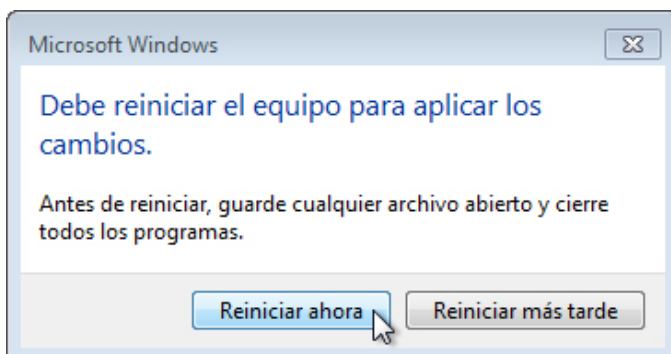 Microsoft Windows
Debe reiniciar el equipo para aplicar los
cambios.
Antes de reiniciar, guarde cualquier archivo abierto y cierre
todos los programas.
Reiniciar ahora
Reiniciar más tarde